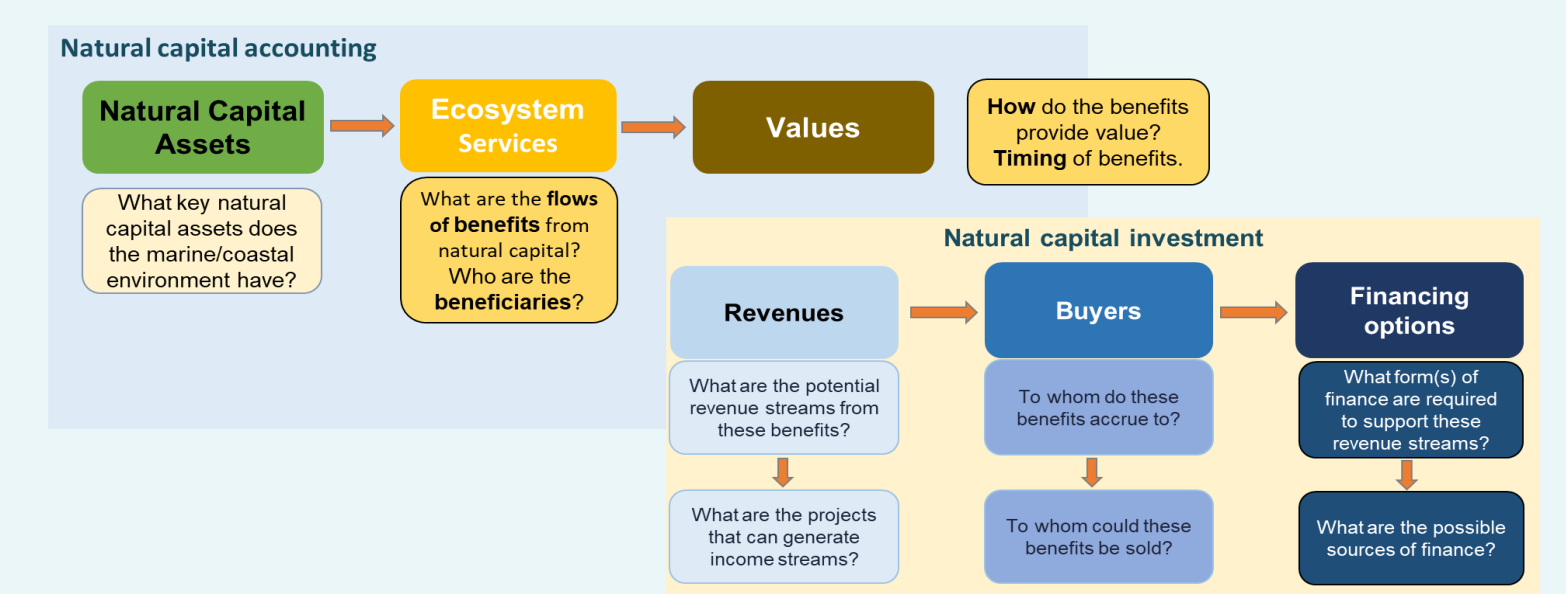 Natural capital accounting
Natural Capital
Assets
Ecosystem
Services
Values
How do the benefits
provide value?
Timing of benefits.
What key natural
capital assets does
the marine/coastal
environment have?
What are the flows
of benefits from
natural capital?
Who are the
beneficiaries?
Natural capital investment
Revenues
Buyers
Financing
options
What are the potential
revenue streams from
these benefits?
To whom do these
benefits accrue to?
What form(s) of
finance are required
to support these
revenue streams?
What are the projects
that can generate
income streams?
To whom could these
benefits be sold?
What are the possible
sources of finance?